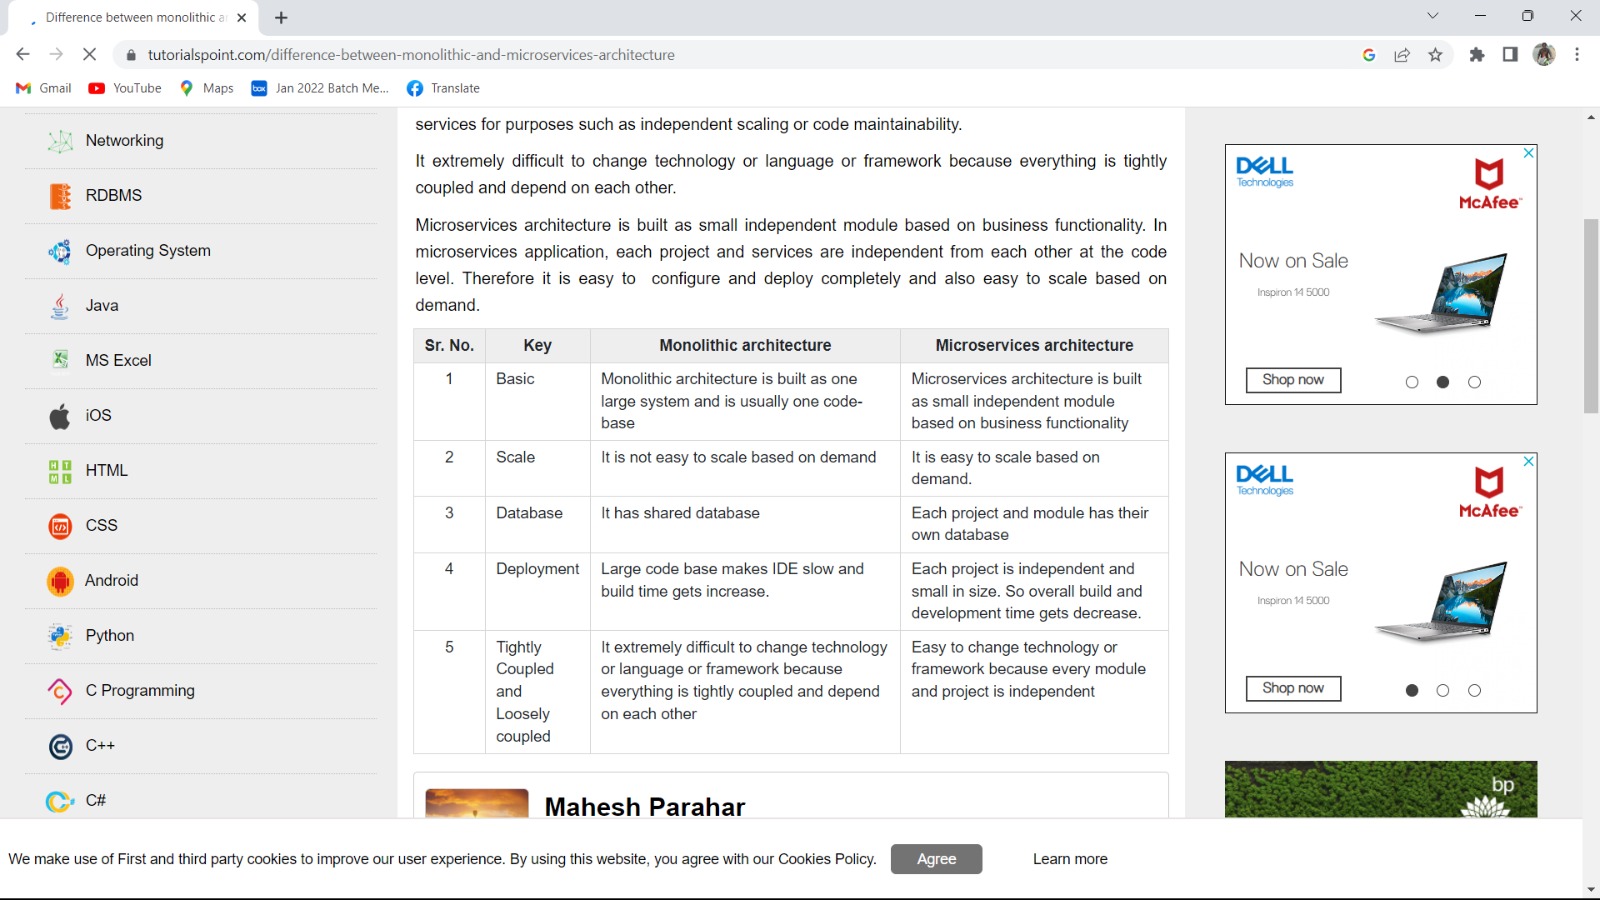 Difference between monolithic a
tutorialspoint.com/difference-between-monolithic-and-microservices-architecture
Gmail
YouTube
Maps
box
Jan 2022 Batch Me...
Translate
Networking
RDBMS
Operating System
Java
MS Excel
iOS
HTML
CSS
Android
Python
C Programming
C++
C#
services for purposes such as independent scaling or code maintainability.
It extremely difficult to change technology or language or framework because everything is tightly
coupled and depend on each other.
Microservices architecture is built as small independent module based on business functionality. In
microservices application, each project and services are independent from each other at the code
level. Therefore it is easy to configure and deploy completely and also easy to scale based on
demand.
Sr. No. Key Monolithic architecture Microservices architecture
1 Basic Monolithic architecture is built as one Microservices architecture is built
large system and is usually one code- as small independent module
base based on business functionality
2 Scale It is not easy to scale based on demand It is easy to scale based on
demand.
3 Database It has shared database Each project and module has their
own database
4 Deployment Large code base makes IDE slow and Each project is independent and
build time gets increase. small in size. So overall build and
development time gets decrease.
5 Tightly It extremely difficult to change technology Easy to change technology or
Coupled or language or framework because framework because every module
and everything is tightly coupled and depend and project is independent
Loosely on each other
coupled
Mahesh Parahar
DELL
Technologies
McAfee™
Now on Sale
Inspiron 14 5000
Shop now
DELL
Technologies
McAfee™
Now on Sale
Inspiron 14 5000
Shop now
bp
We make use of First and third party cookies to improve our user experience. By using this website, you agree with our Cookies Policy. Agree Learn more